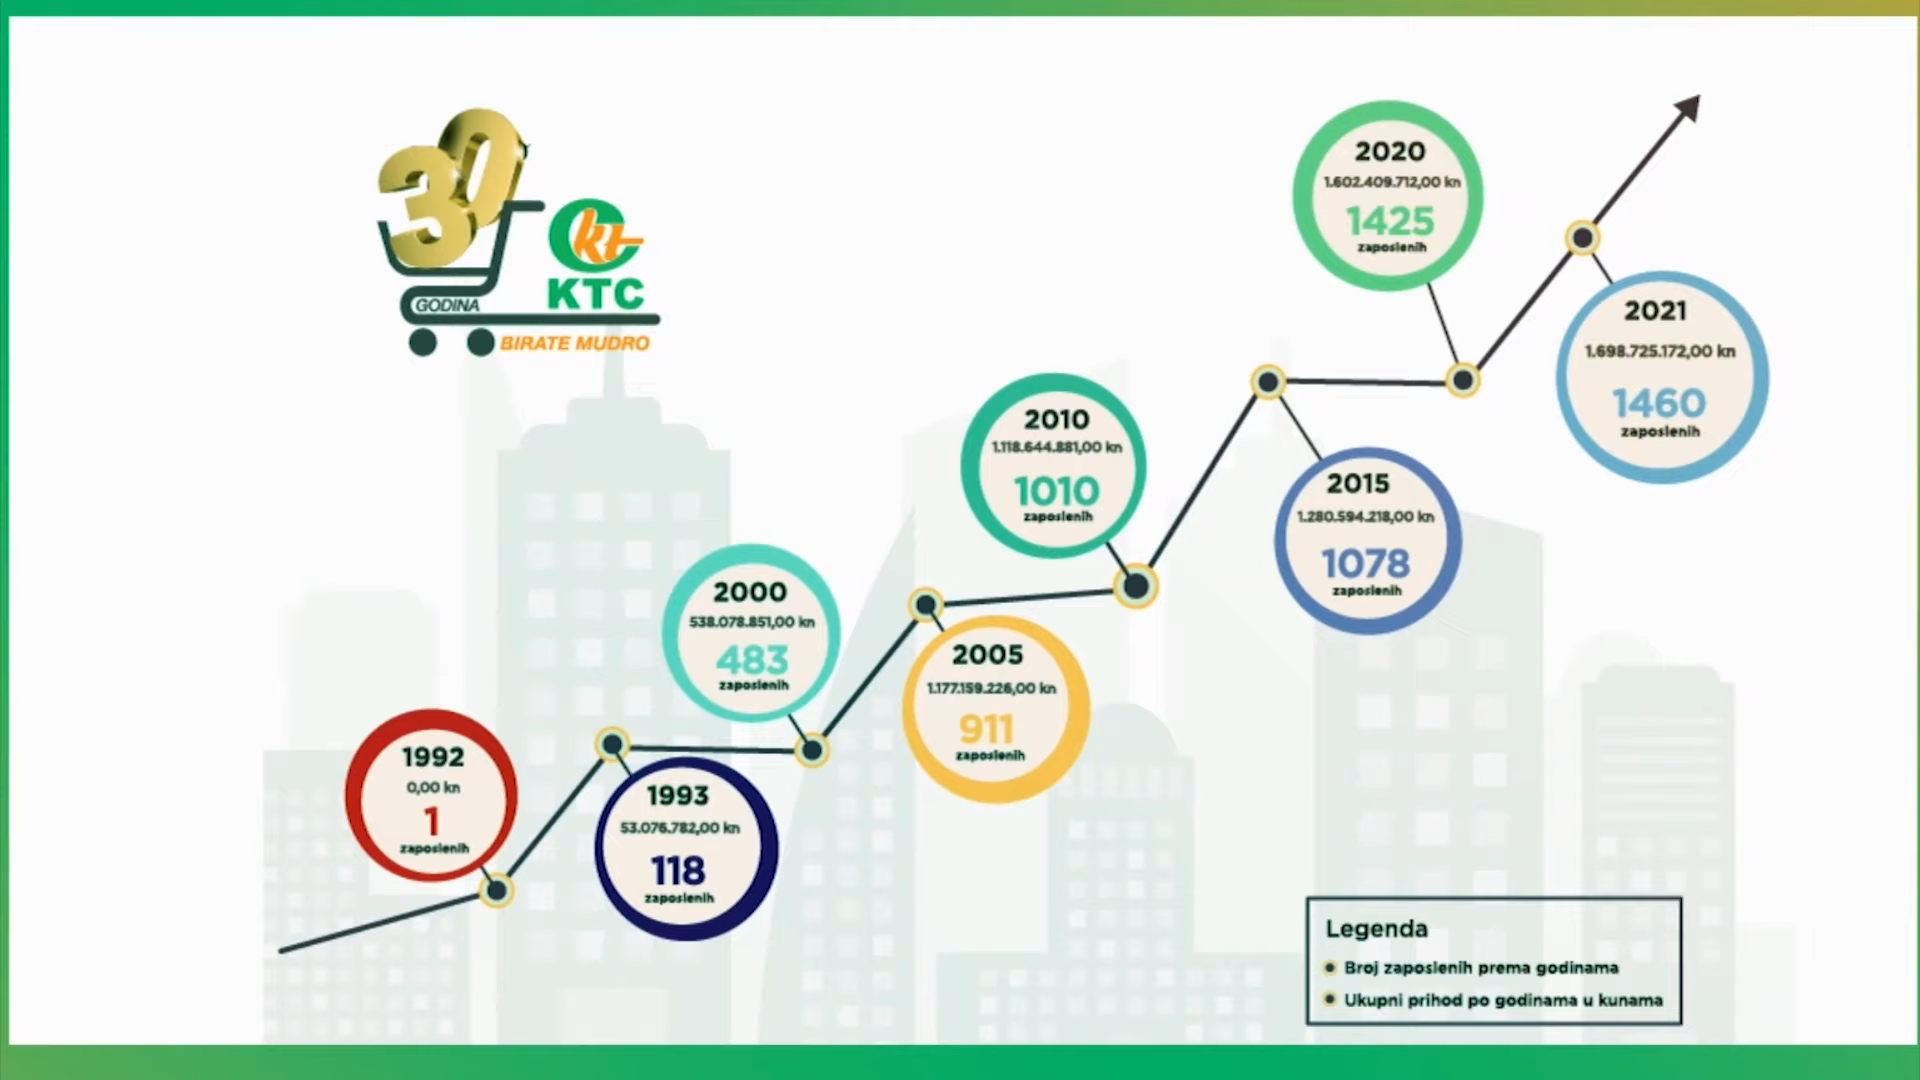 30
GODINA
kt
KTC
BIRATE MUDRO
1992
0,00 kn
1
zaposlenih
1993
53.076.782,00 kn
118
zaposlenih
2000
538.078.851,00 kn
483
zaposlenih
2005
1.177.159.226,00 kn
911
zaposlenih
2010
1.118.644.881,00 kn
1010
zaposlenih
2015
1.280.594.218,00 kn
1078
zaposlenih
2020
1.602.409.712,00 kn
1425
zaposlenih
2021
1.698.725.172,00 kn
1460
zaposlenih
Legenda
Broj zaposlenih prema godinama
Ukupni prihod po godinama u kunama